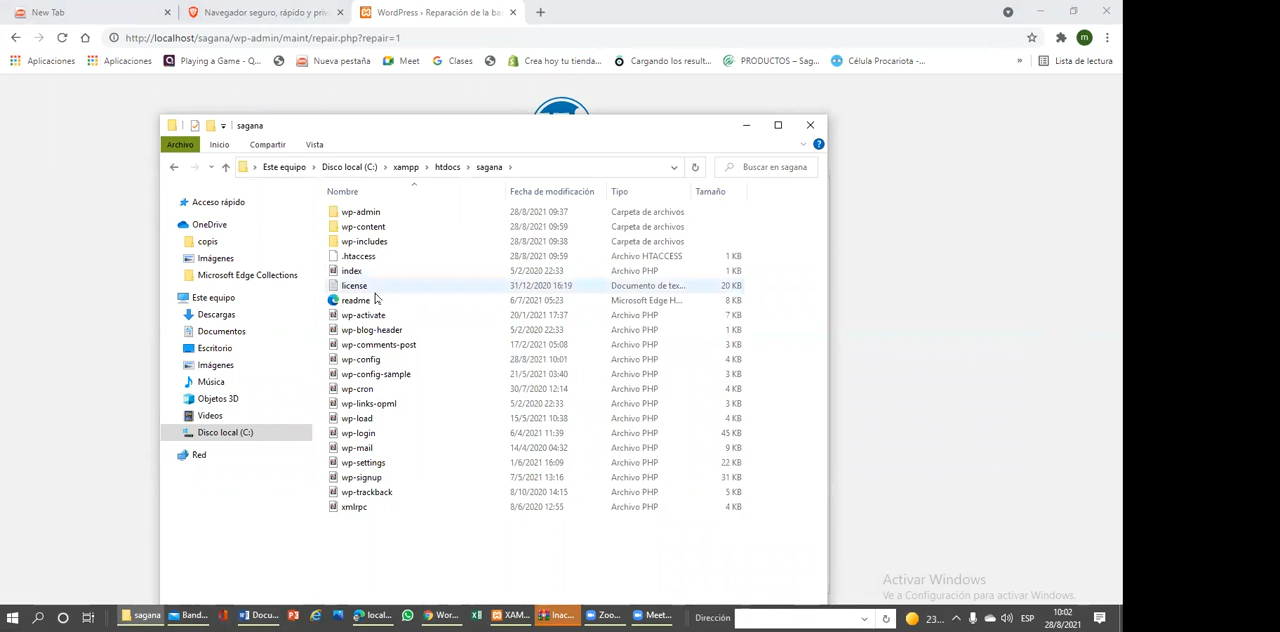 New Tab
Navegador seguro, rápido y priv
WordPress › Reparación de la ba
http://localhost/sagana/wp-admin/maint/repair.php?repair=1
m
Aplicaciones
Aplicaciones
Playing a Game - Q...
Nueva pestaña
Meet
Clases
Crea hoy tu tienda...
Cargando los result...
PRODUCTOS – Sag...
Célula Procariota -...
»
Lista de lectura
sagana
Archivo
Inicio
Compartir
Vista
Este equipo > Disco local (C:) > xampp > htdocs > sagana >
Buscar en sagana
Nombre Fecha de modificación Tipo Tamaño
Acceso rápido
OneDrive
copis
Imágenes
Microsoft Edge Collections
Este equipo
Descargas
Documentos
Escritorio
Imágenes
Música
Objetos 3D
Videos
Disco local (C:)
Red
wp-admin 28/8/2021 09:37 Carpeta de archivos
wp-content 28/8/2021 09:59 Carpeta de archivos
wp-includes 28/8/2021 09:38 Carpeta de archivos
.htaccess 28/8/2021 09:59 Archivo HTACCESS 1 KB
index 5/2/2020 22:33 Archivo PHP 1 KB
license 31/12/2020 16:19 Documento de tex... 20 KB
readme 6/7/2021 05:23 Microsoft Edge H... 8 KB
wp-activate 20/1/2021 17:37 Archivo PHP 7 KB
wp-blog-header 5/2/2020 22:33 Archivo PHP 1 KB
wp-comments-post 17/2/2021 05:08 Archivo PHP 3 KB
wp-config 28/8/2021 10:01 Archivo PHP 4 KB
wp-config-sample 21/5/2021 03:40 Archivo PHP 3 KB
wp-cron 30/7/2020 12:14 Archivo PHP 4 KB
wp-links-opml 5/2/2020 22:33 Archivo PHP 3 KB
wp-load 15/5/2021 10:38 Archivo PHP 4 KB
wp-login 6/4/2021 11:39 Archivo PHP 45 KB
wp-mail 14/4/2020 04:32 Archivo PHP 9 KB
wp-settings 1/6/2021 16:09 Archivo PHP 22 KB
wp-signup 7/5/2021 13:16 Archivo PHP 31 KB
wp-trackback 8/10/2020 14:15 Archivo PHP 5 KB
xmlrpc 8/6/2020 12:55 Archivo PHP 4 KB
Activar Windows
Ve a Configuración para activar Windows.
sagana
Band...
Docu...
local...
Wor...
XAM...
Inac...
Zoo...
Meet...
Dirección
23...
ESP
10:02
28/8/2021